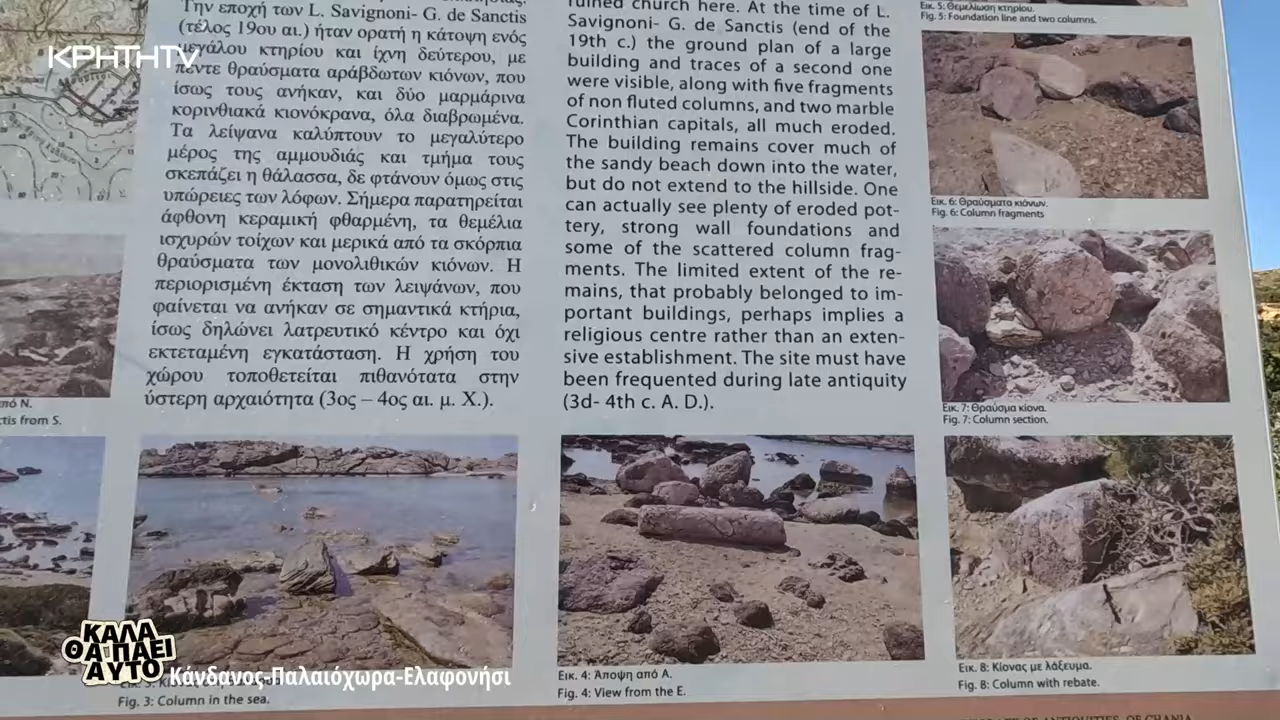 ΚΡΗΤΗTV
Την εποχή των L. Savignoni- G. de Sanctis
(τέλος 19ου αι.) ήταν ορατή η κάτοψη ενός
μεγάλου κτηρίου και ίχνη δεύτερου, με
πέντε θραύσματα αράβδωτων κιόνων, που
ίσως τους ανήκαν, και δύο μαρμάρινα
κορινθιακά κιονόκρανα, όλα διαβρωμένα.
Τα λείψανα καλύπτουν το μεγαλύτερο
μέρος της αμμουδιάς και τμήμα τους
σκεπάζει η θάλασσα, δε φτάνουν όμως στις
υπώρειες των λόφων. Σήμερα παρατηρείται
άφθονη κεραμική φθαρμένη, τα θεμέλια
ισχυρών τοίχων και μερικά από τα σκόρπια
θραύσματα των μονολιθικών κιόνων. Η
περιορισμένη έκταση των λειψάνων, που
φαίνεται να ανήκαν σε σημαντικά κτήρια,
ίσως δηλώνει λατρευτικό κέντρο και όχι
εκτεταμένη εγκατάσταση. Η χρήση του
χώρου τοποθετείται πιθανότατα στην
ύστερη αρχαιότητα (3ος – 4ος αι. μ. Χ.).
ruined church here. At the time of L.
Savignoni- G. de Sanctis (end of the
19th c.) the ground plan of a large
building and traces of a second one
were visible, along with five fragments
of non fluted columns, and two marble
Corinthian capitals, all much eroded.
The building remains cover much of
the sandy beach down into the water,
but do not extend to the hillside. One
can actually see plenty of eroded pot-
tery, strong wall foundations and
some of the scattered column frag-
ments. The limited extent of the re-
mains, that probably belonged to im-
portant buildings, perhaps implies a
religious centre rather than an exten-
sive establishment. The site must have
been frequented during late antiquity
(3d- 4th c. A. D.).
Εικ. 5: Θεμελίωση κτηρίου.
Fig. 5: Foundation line and two columns.
Εικ. 6: Θραύσματα κιόνων.
Fig. 6: Column fragments
Εικ. 7: Θραύσμα κίονα.
Fig. 7: Column section.
Εικ. 8: Κίονας με λάξευμα.
Fig. 8: Column with rebate.
από Ν.
from S.
Εικ. 4: Άποψη από Α.
Fig. 4: View from the E.
Fig. 3: Column in the sea.
ΚΑΛΑ
ΘΑ ΠΑΕΙ
ΑΥΤΟ
Κάνδανος-Παλαιόχωρα-Ελαφονήσι
OF ANTIQUITIES OF CHANIA